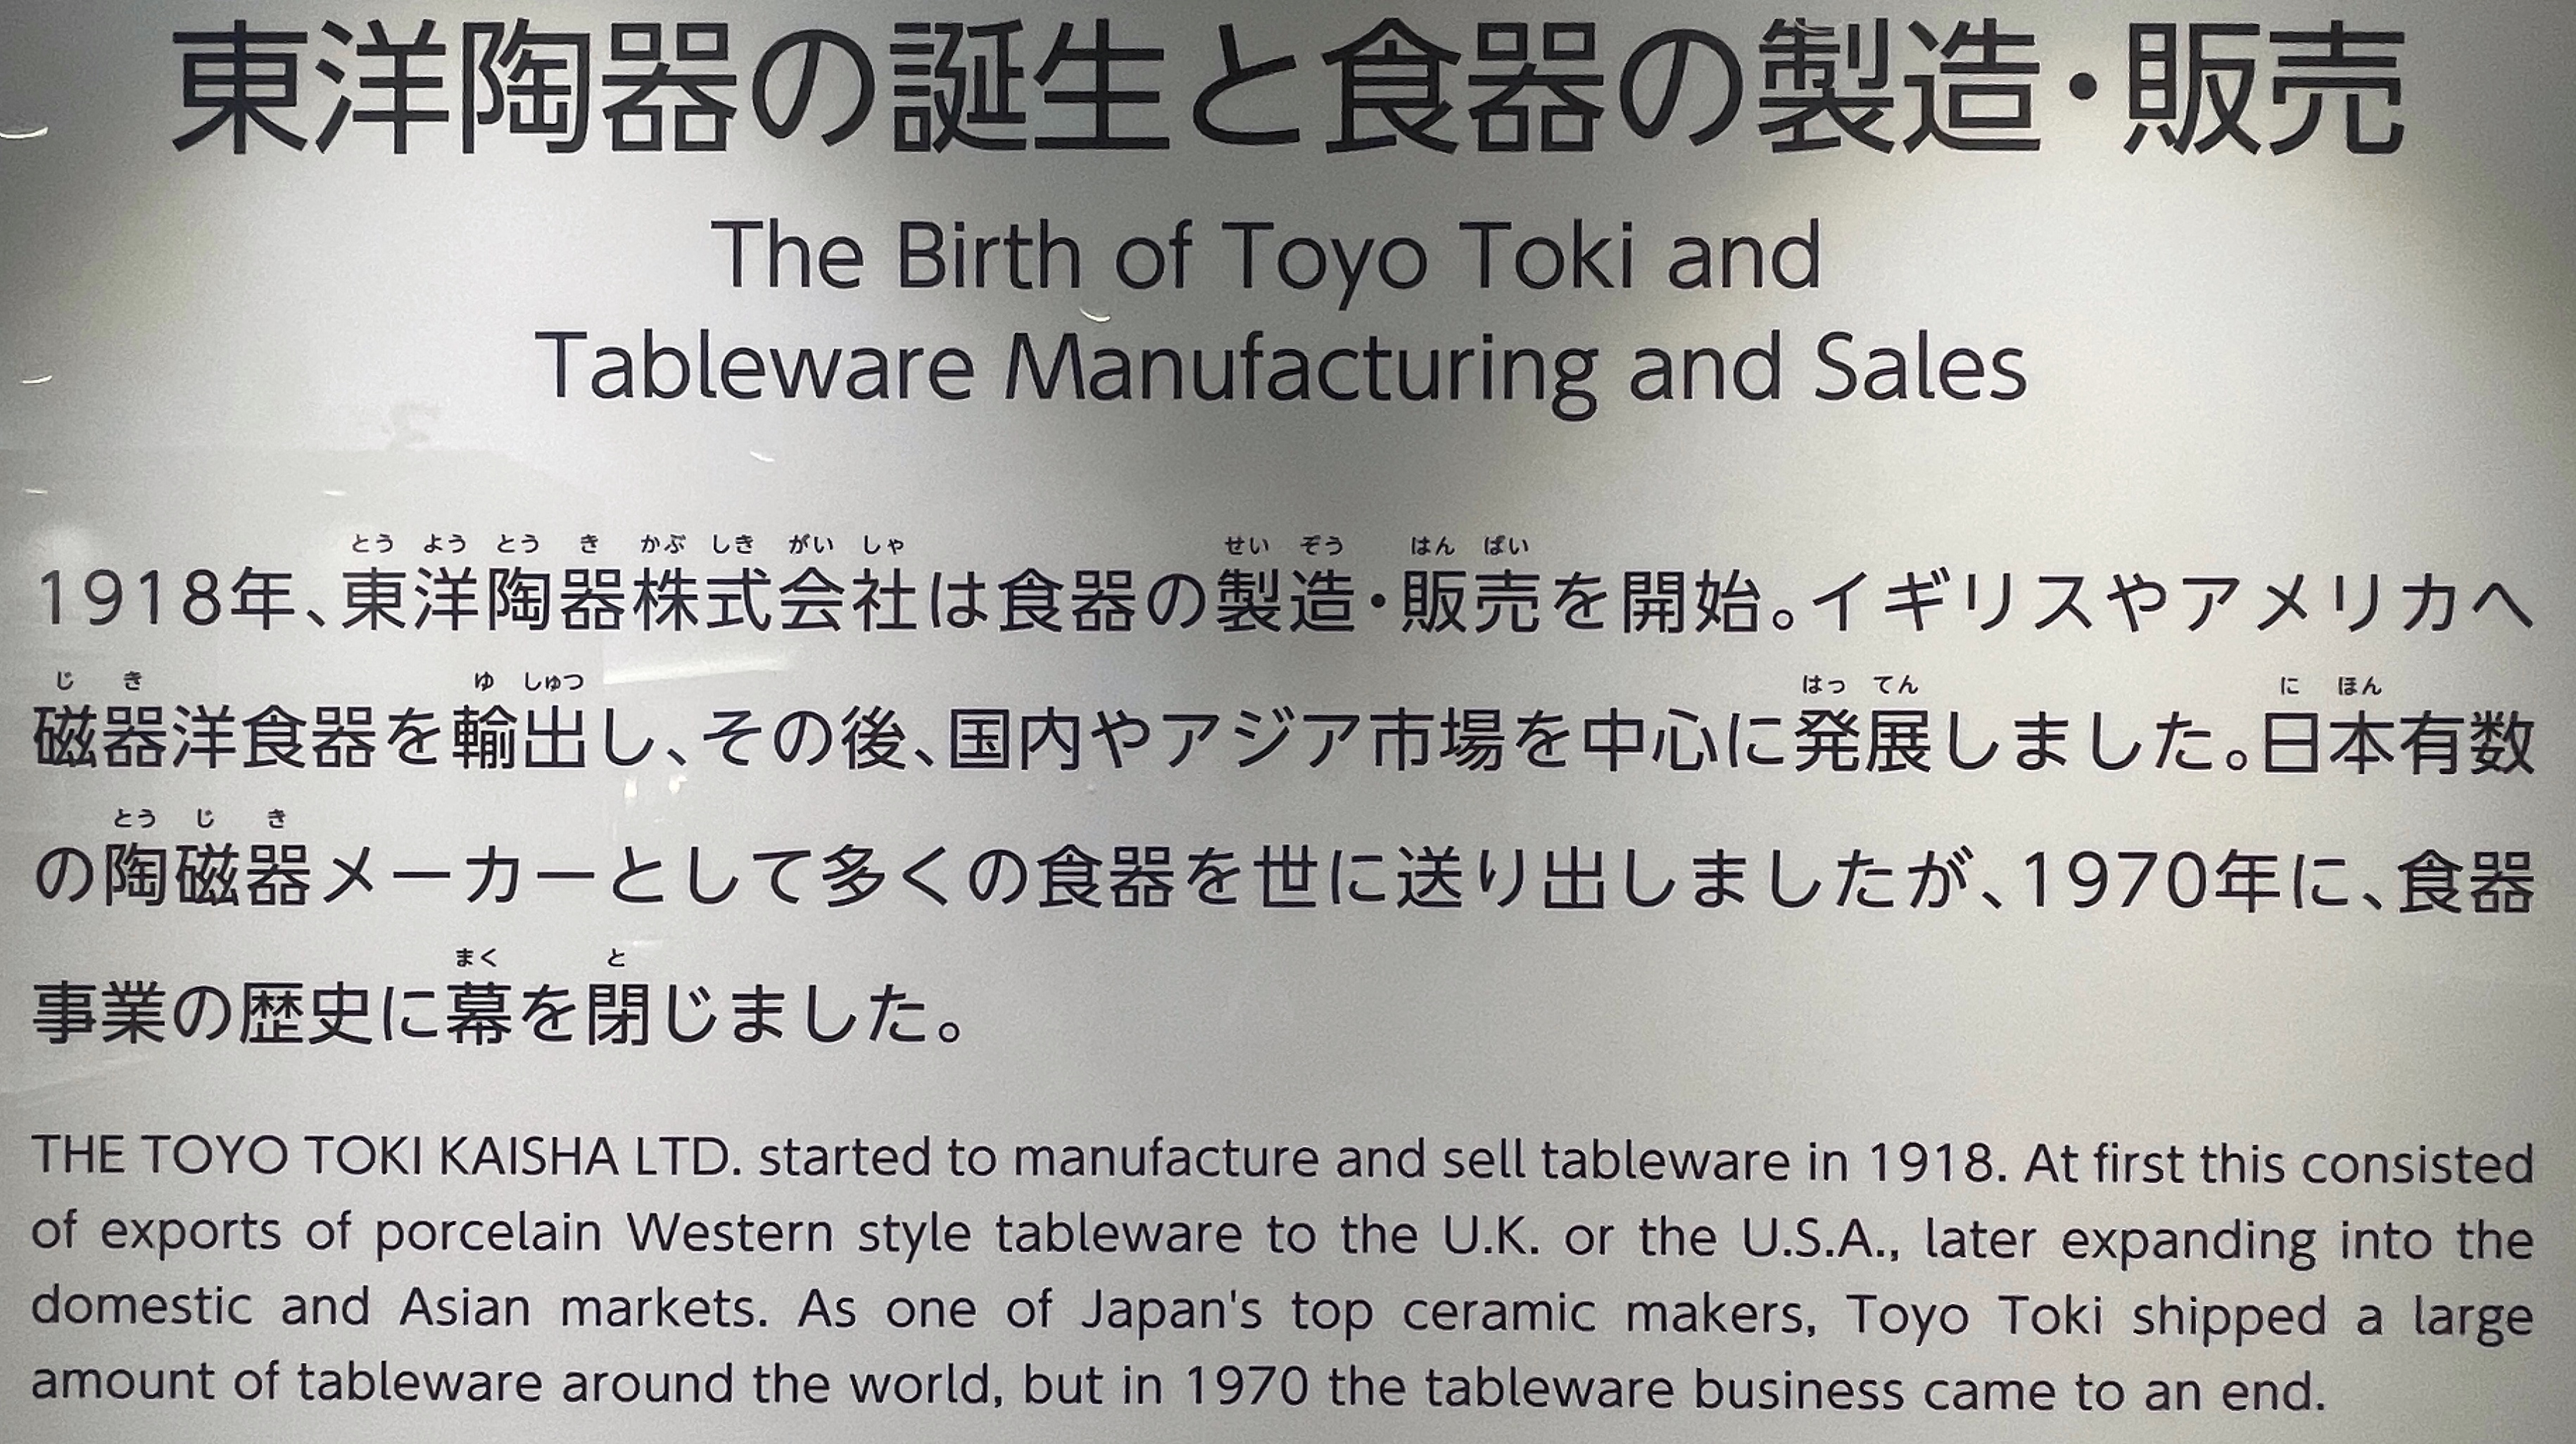 東洋陶器の誕生と食器の製造・販売
The Birth of Toyo Toki and
Tableware Manufacturing and Sales
とう よう とう き かぶ しき がい しゃ せい ぞう はん ばい
1918年、東洋陶器株式会社は食器の製造・販売を開始。イギリスやアメリカへ
じ き ゆ しゅつ はっ てん に ほん
磁器洋食器を輸出し、その後、国内やアジア市場を中心に発展しました。日本有数
とう じ き
の陶磁器メーカーとして多くの食器を世に送り出しましたが、1970年に、食器
まく と
事業の歴史に幕を閉じました。
THE TOYO TOKI KAISHA LTD. started to manufacture and sell tableware in 1918. At first this consisted
of exports of porcelain Western style tableware to the U.K. or the U.S.A., later expanding into the
domestic and Asian markets. As one of Japan's top ceramic makers, Toyo Toki shipped a large
amount of tableware around the world, but in 1970 the tableware business came to an end.